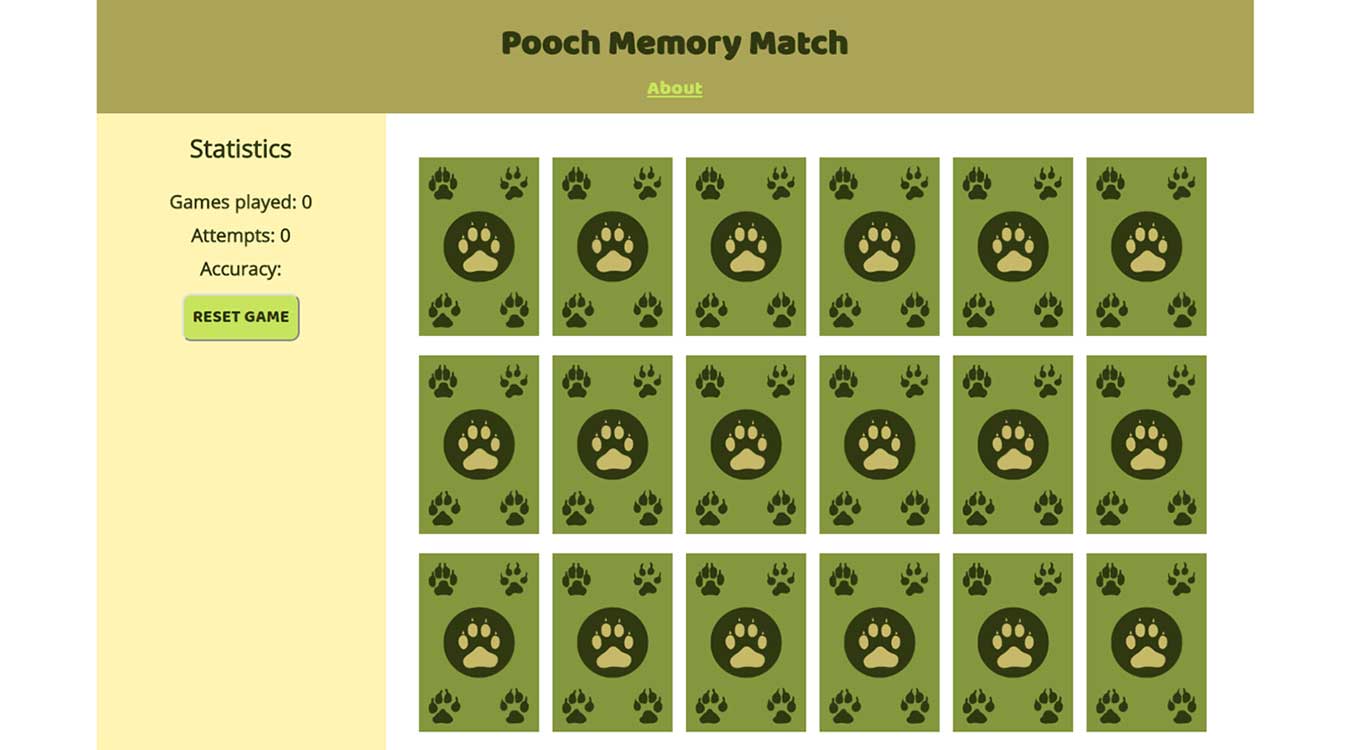 Pooch Memory Match
About
Statistics
Games played: 0
Attempts: 0
Accuracy:
RESET GAME